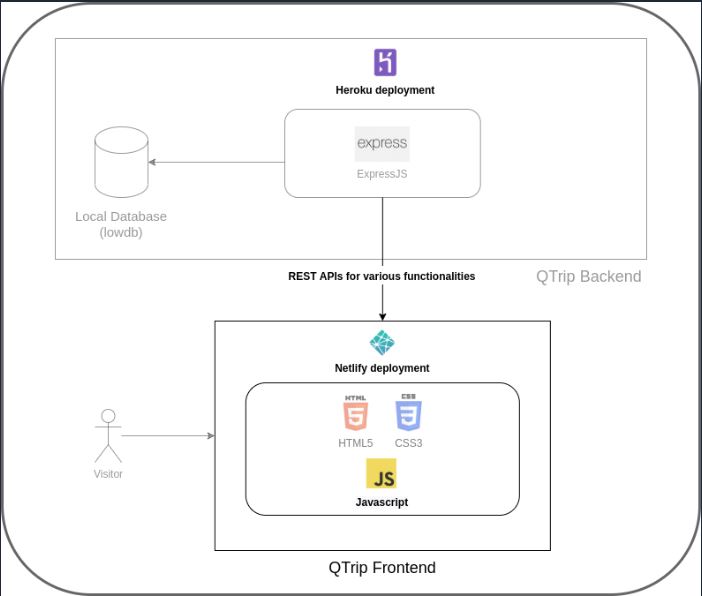 Heroku deployment
express
ExpressJS
Local Database
(lowdb)
REST APIs for various functionalities
QTrip Backend
Netlify deployment
HTML
5
CSS
3
HTML5
CSS3
JS
Javascript
Visitor
QTrip Frontend